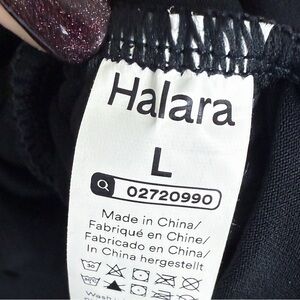 Halara
L
02720990
Made in China/
Fabriqué en Chine/
Fabricado en China/
In China hergestellt